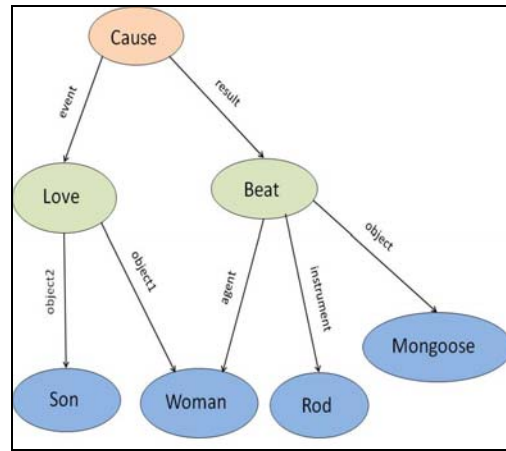 Cause
event
result
Love
Beat
object2
object1
agent
instrument
object
Son
Woman
Rod
Mongoose